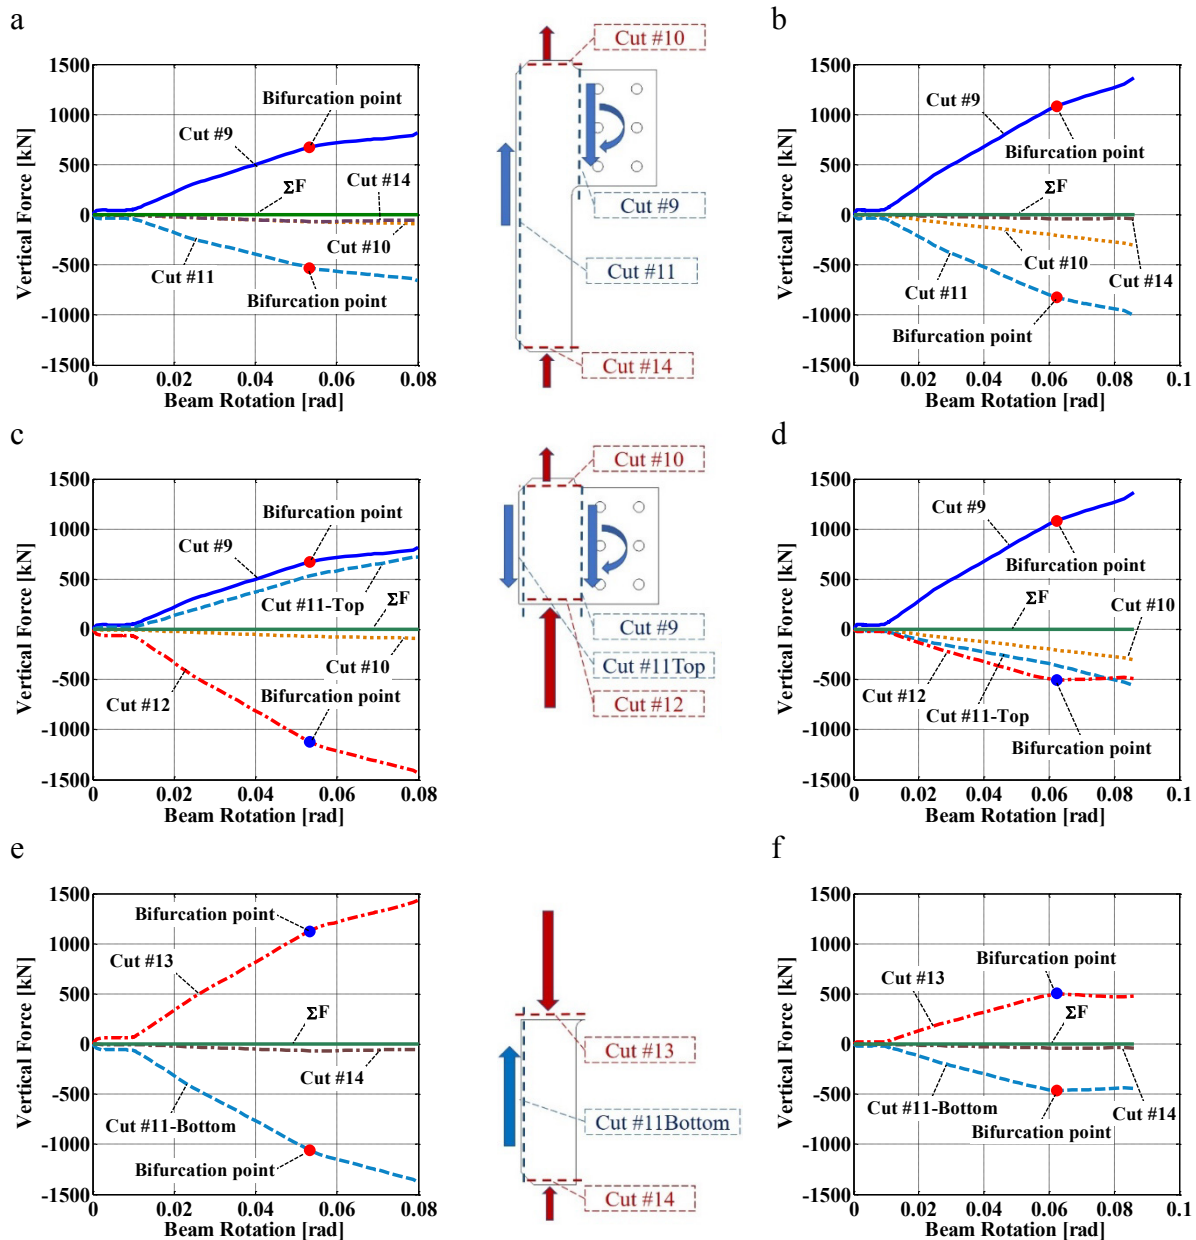 a
1500
1000
500
0
-500
-1000
-1500
Vertical Force [kN]
0
0.02
0.04
0.06
0.08
Beam Rotation [rad]
Bifurcation point
Cut #9
ΣF
Cut #14
Cut #10
Cut #11
Bifurcation point
Cut #10
Cut #9
Cut #11
Cut #14
b
1500
1000
500
0
-500
-1000
-1500
Vertical Force [kN]
0
0.02
0.04
0.06
0.08
0.1
Beam Rotation [rad]
Cut #9
Bifurcation point
ΣF
Cut #10
Cut #14
Cut #11
Bifurcation point
c
1500
1000
500
0
-500
-1000
-1500
Vertical Force [kN]
0
0.02
0.04
0.06
0.08
Beam Rotation [rad]
Bifurcation point
Cut #9
Cut #11-Top
ΣF
Cut #10
Cut #12
Bifurcation point
Cut #10
Cut #9
Cut #11Top
Cut #12
d
1500
1000
500
0
-500
-1000
-1500
Vertical Force [kN]
0
0.02
0.04
0.06
0.08
0.1
Beam Rotation [rad]
Cut #9
Bifurcation point
ΣF
Cut #10
Cut #12
Cut #11-Top
Bifurcation point
e
1500
1000
500
0
-500
-1000
-1500
Vertical Force [kN]
0
0.02
0.04
0.06
0.08
Beam Rotation [rad]
Bifurcation point
Cut #13
ΣF
Cut #14
Cut #11-Bottom
Bifurcation point
Cut #13
Cut #11Bottom
Cut #14
f
1500
1000
500
0
-500
-1000
-1500
Vertical Force [kN]
0
0.02
0.04
0.06
0.08
0.1
Beam Rotation [rad]
Bifurcation point
Cut #13
ΣF
Cut #11-Bottom
Cut #14
Bifurcation point